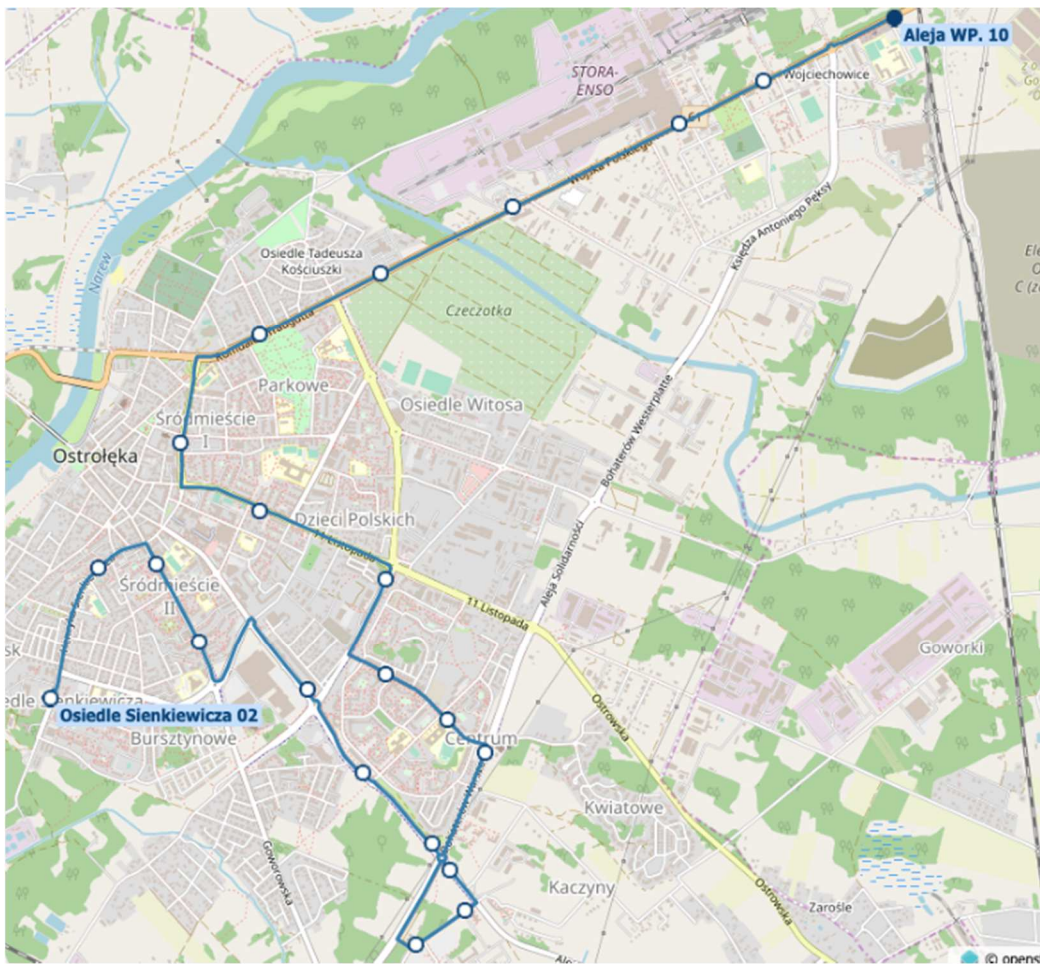 Aleja WP. 10
Wojciechowice
STORA-
ENSO
Wojska Polskiego
Księdza Antoniego Pęksy
Narew
Osiedle Tadeusza
Kościuszki
Czeczotka
Parkowe
Osiedle Witosa
Śródmieście
I
Ostrołęka
Bohaterów Westerplatte
Dzieci Polskich
11 Listopada
Aleja Solidarności
Śródmieście
II
11 Listopada
Goworki
Osiedle Sienkiewicza 02
Bursztynowe
Centrum
Ostrowska
Kwiatowe
Goworowska
Kaczyny
Ostrowska
Zarośle